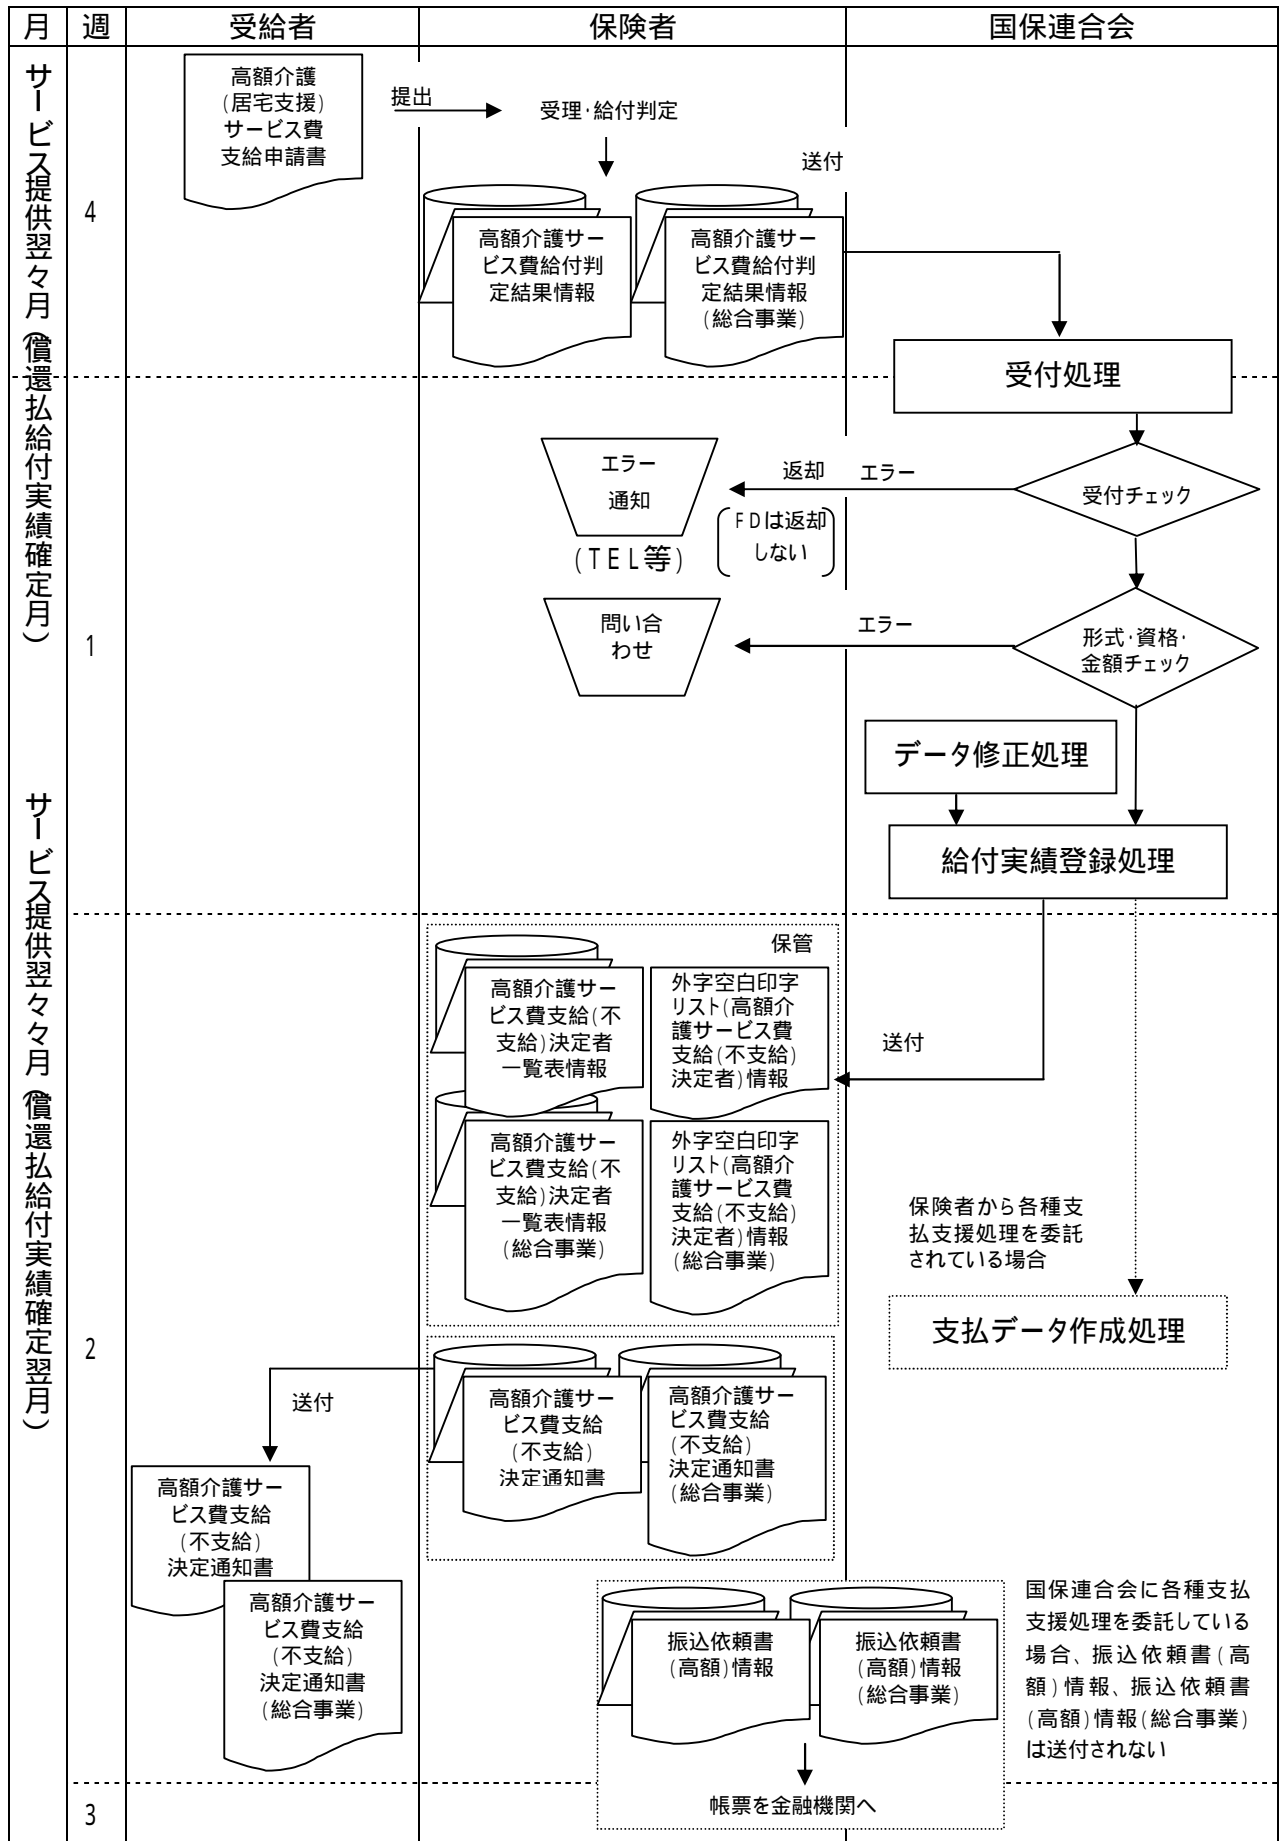 月 週 受給者 保険者 国保連合会
サービス提供翌々月(償還払給付実績確定月)
4
高額介護
(居宅支援)
サービス費
支給申請書
提出
受理・給付判定
送付
高額介護サー
ビス費給付判
定結果情報
高額介護サー
ビス費給付判
定結果情報
(総合事業)
受付処理
1
エラー
通知
(TEL等)
返却 エラー
FDは返却
しない
受付チェック
問い合
わせ
エラー
形式・資格・
金額チェック
データ修正処理
給付実績登録処理
サービス提供翌々々月(償還払給付実績確定翌月)
2
保管
高額介護サー
ビス費支給(不
支給)決定者
一覧表情報
外字空白印字
リスト(高額介
護サービス費
支給(不支給)
決定者)情報
送付
高額介護サー
ビス費支給(不
支給)決定者
一覧表情報
(総合事業)
外字空白印字
リスト(高額介
護サービス費
支給(不支給)
決定者)情報
(総合事業)
保険者から各種支
払支援処理を委託
されている場合
支払データ作成処理
送付
高額介護サー
ビス費支給
(不支給)
決定通知書
高額介護サー
ビス費支給
(不支給)
決定通知書
(総合事業)
高額介護サー
ビス費支給
(不支給)
決定通知書
高額介護サー
ビス費支給
(不支給)
決定通知書
(総合事業)
振込依頼書
(高額)情報
振込依頼書
(高額)情報
(総合事業)
国保連合会に各種支払
支援処理を委託している
場合、振込依頼書(高
額)情報、振込依頼書
(高額)情報(総合事業)
は送付されない
3
帳票を金融機関へ